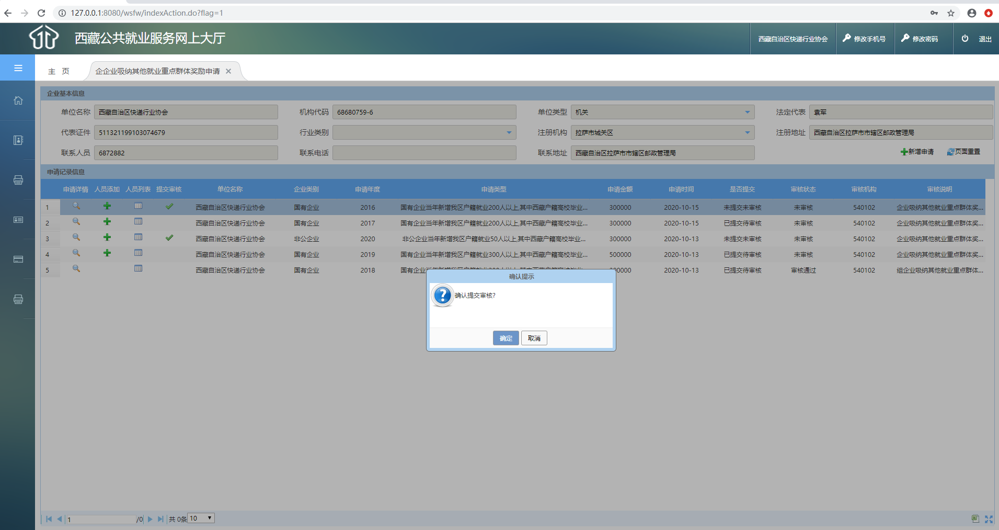 127.0.0.1:8080/wsfw/indexAction.do?flag=1
西藏公共就业服务网上大厅
西藏自治区快递行业协会 修改手机号 修改密码 退出
主 页 企企业吸纳其他就业重点群体奖励申请
企业基本信息
单位名称 西藏自治区快递行业协会 机构代码 68680759-6 单位类型 机关 法定代表 袁军
代表证件 511321199103074679 行业类别 注册机构 拉萨市城关区 注册地址 西藏自治区拉萨市市辖区邮政管理局
联系人员 6872882 联系电话 联系地址 西藏自治区拉萨市市辖区邮政管理局 新增申请 页面重置
申请记录信息
申请详情 人员添加 人员列表 提交审核 单位名称 企业类别 申请年度 申请类型 申请金额 申请时间 是否提交 审核状态 审核机构 审核说明
1 西藏自治区快递行业协会 国有企业 2016 国有企业当年新增我区户籍就业200人以上,其中西藏户籍高校毕业... 300000 2020-10-15 未提交未审核 未审核 540102 企业吸纳其他就业重点群体奖...
2 西藏自治区快递行业协会 国有企业 2017 国有企业当年新增我区户籍就业200人以上,其中西藏户籍高校毕业... 300000 2020-10-15 已提交待审核 未审核 540102 企业吸纳其他就业重点群体奖...
3 西藏自治区快递行业协会 非公企业 2020 非公企业当年新增我区户籍就业50人以上,其中西藏户籍高校毕业... 300000 2020-10-13 未提交未审核 未审核 540102 企业吸纳其他就业重点群体奖...
4 西藏自治区快递行业协会 国有企业 2019 国有企业当年新增我区户籍就业300人以上,其中西藏户籍高校毕业... 500000 2020-10-13 已提交待审核 未审核 540102 企业吸纳其他就业重点群体奖...
5 西藏自治区快递行业协会 国有企业 2018 国有企业 00000 2020-10-13 已提交待审核 审核通过 540102 组企业吸纳其他就业重点群体...
确认提示
确认提交审核?
确定 取消
1 /0 共 0条 10